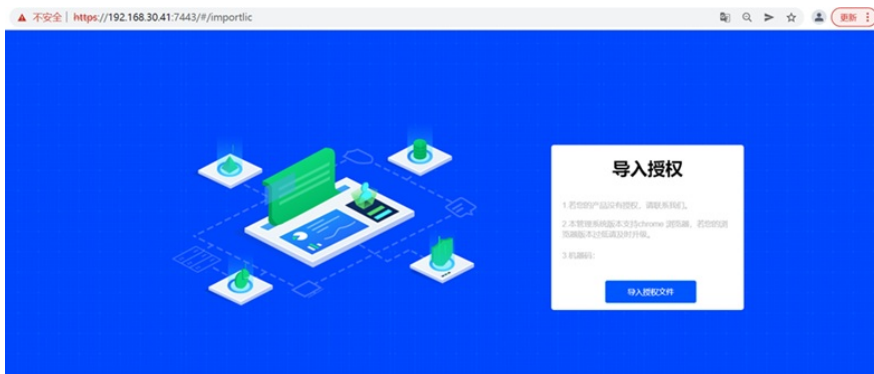 不安全 | https://192.168.30.41:7443/#/importlic
更新
导入授权
1.若您的产品没有授权，请联系我们。
2.本管理系统版本支持chrome 浏览器，若您的浏
览器版本过低请及时升级。
3.机器码：
导入授权文件